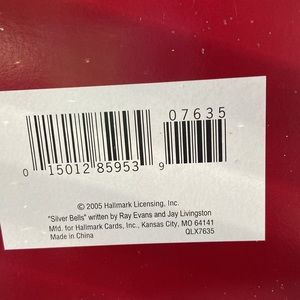 07635
0 15012 85953 9
© 2005 Hallmark Licensing, Inc.
"Silver Bells" written by Ray Evans and Jay Livingston
Mfd. for Hallmark Cards, Inc., Kansas City, MO 64141
Made in China QLX7635